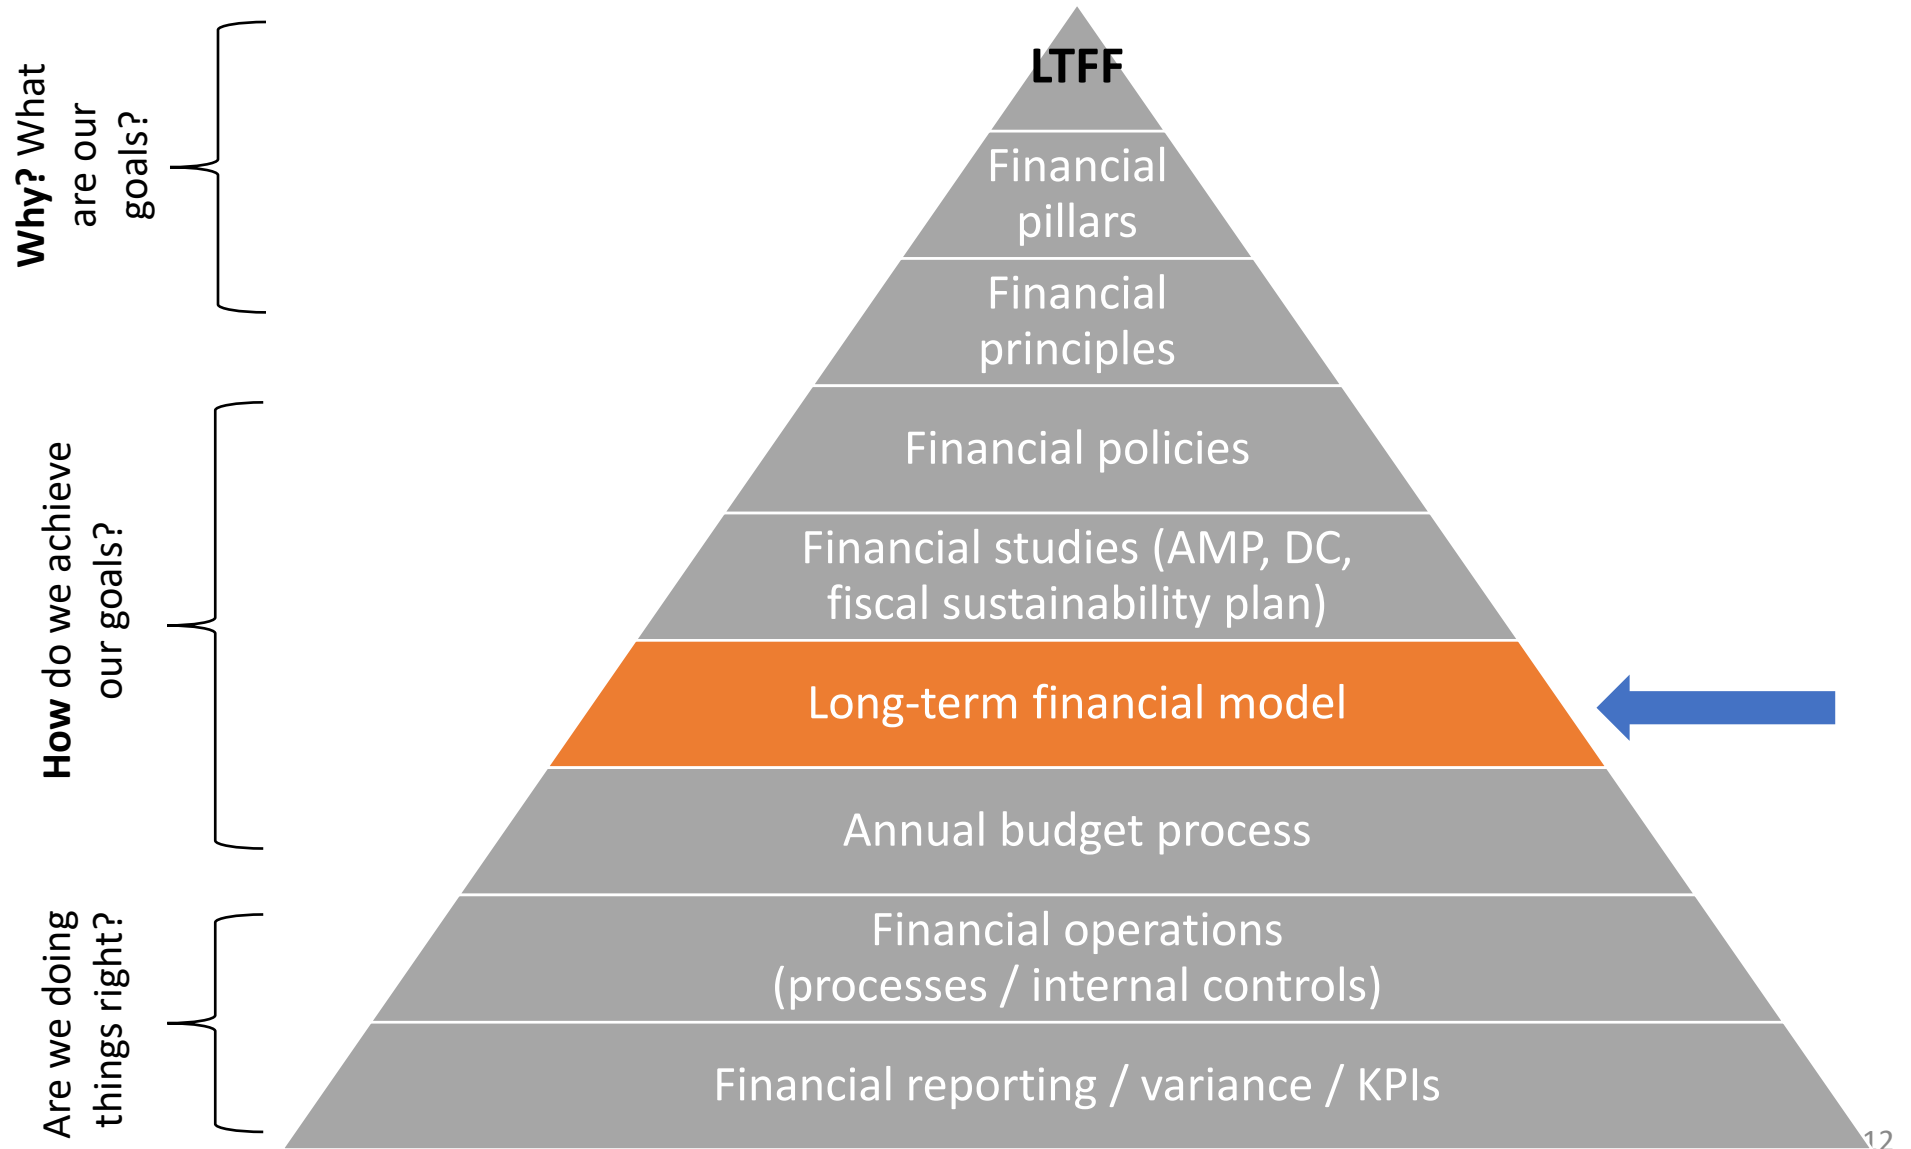 Why? What
are our
goals?
LTFF
Financial
pillars
Financial
principles
How do we achieve
our goals?
Financial policies
Financial studies (AMP, DC,
fiscal sustainability plan)
Long-term financial model
Annual budget process
Are we doing
things right?
Financial operations
(processes / internal controls)
Financial reporting / variance / KPIs
12